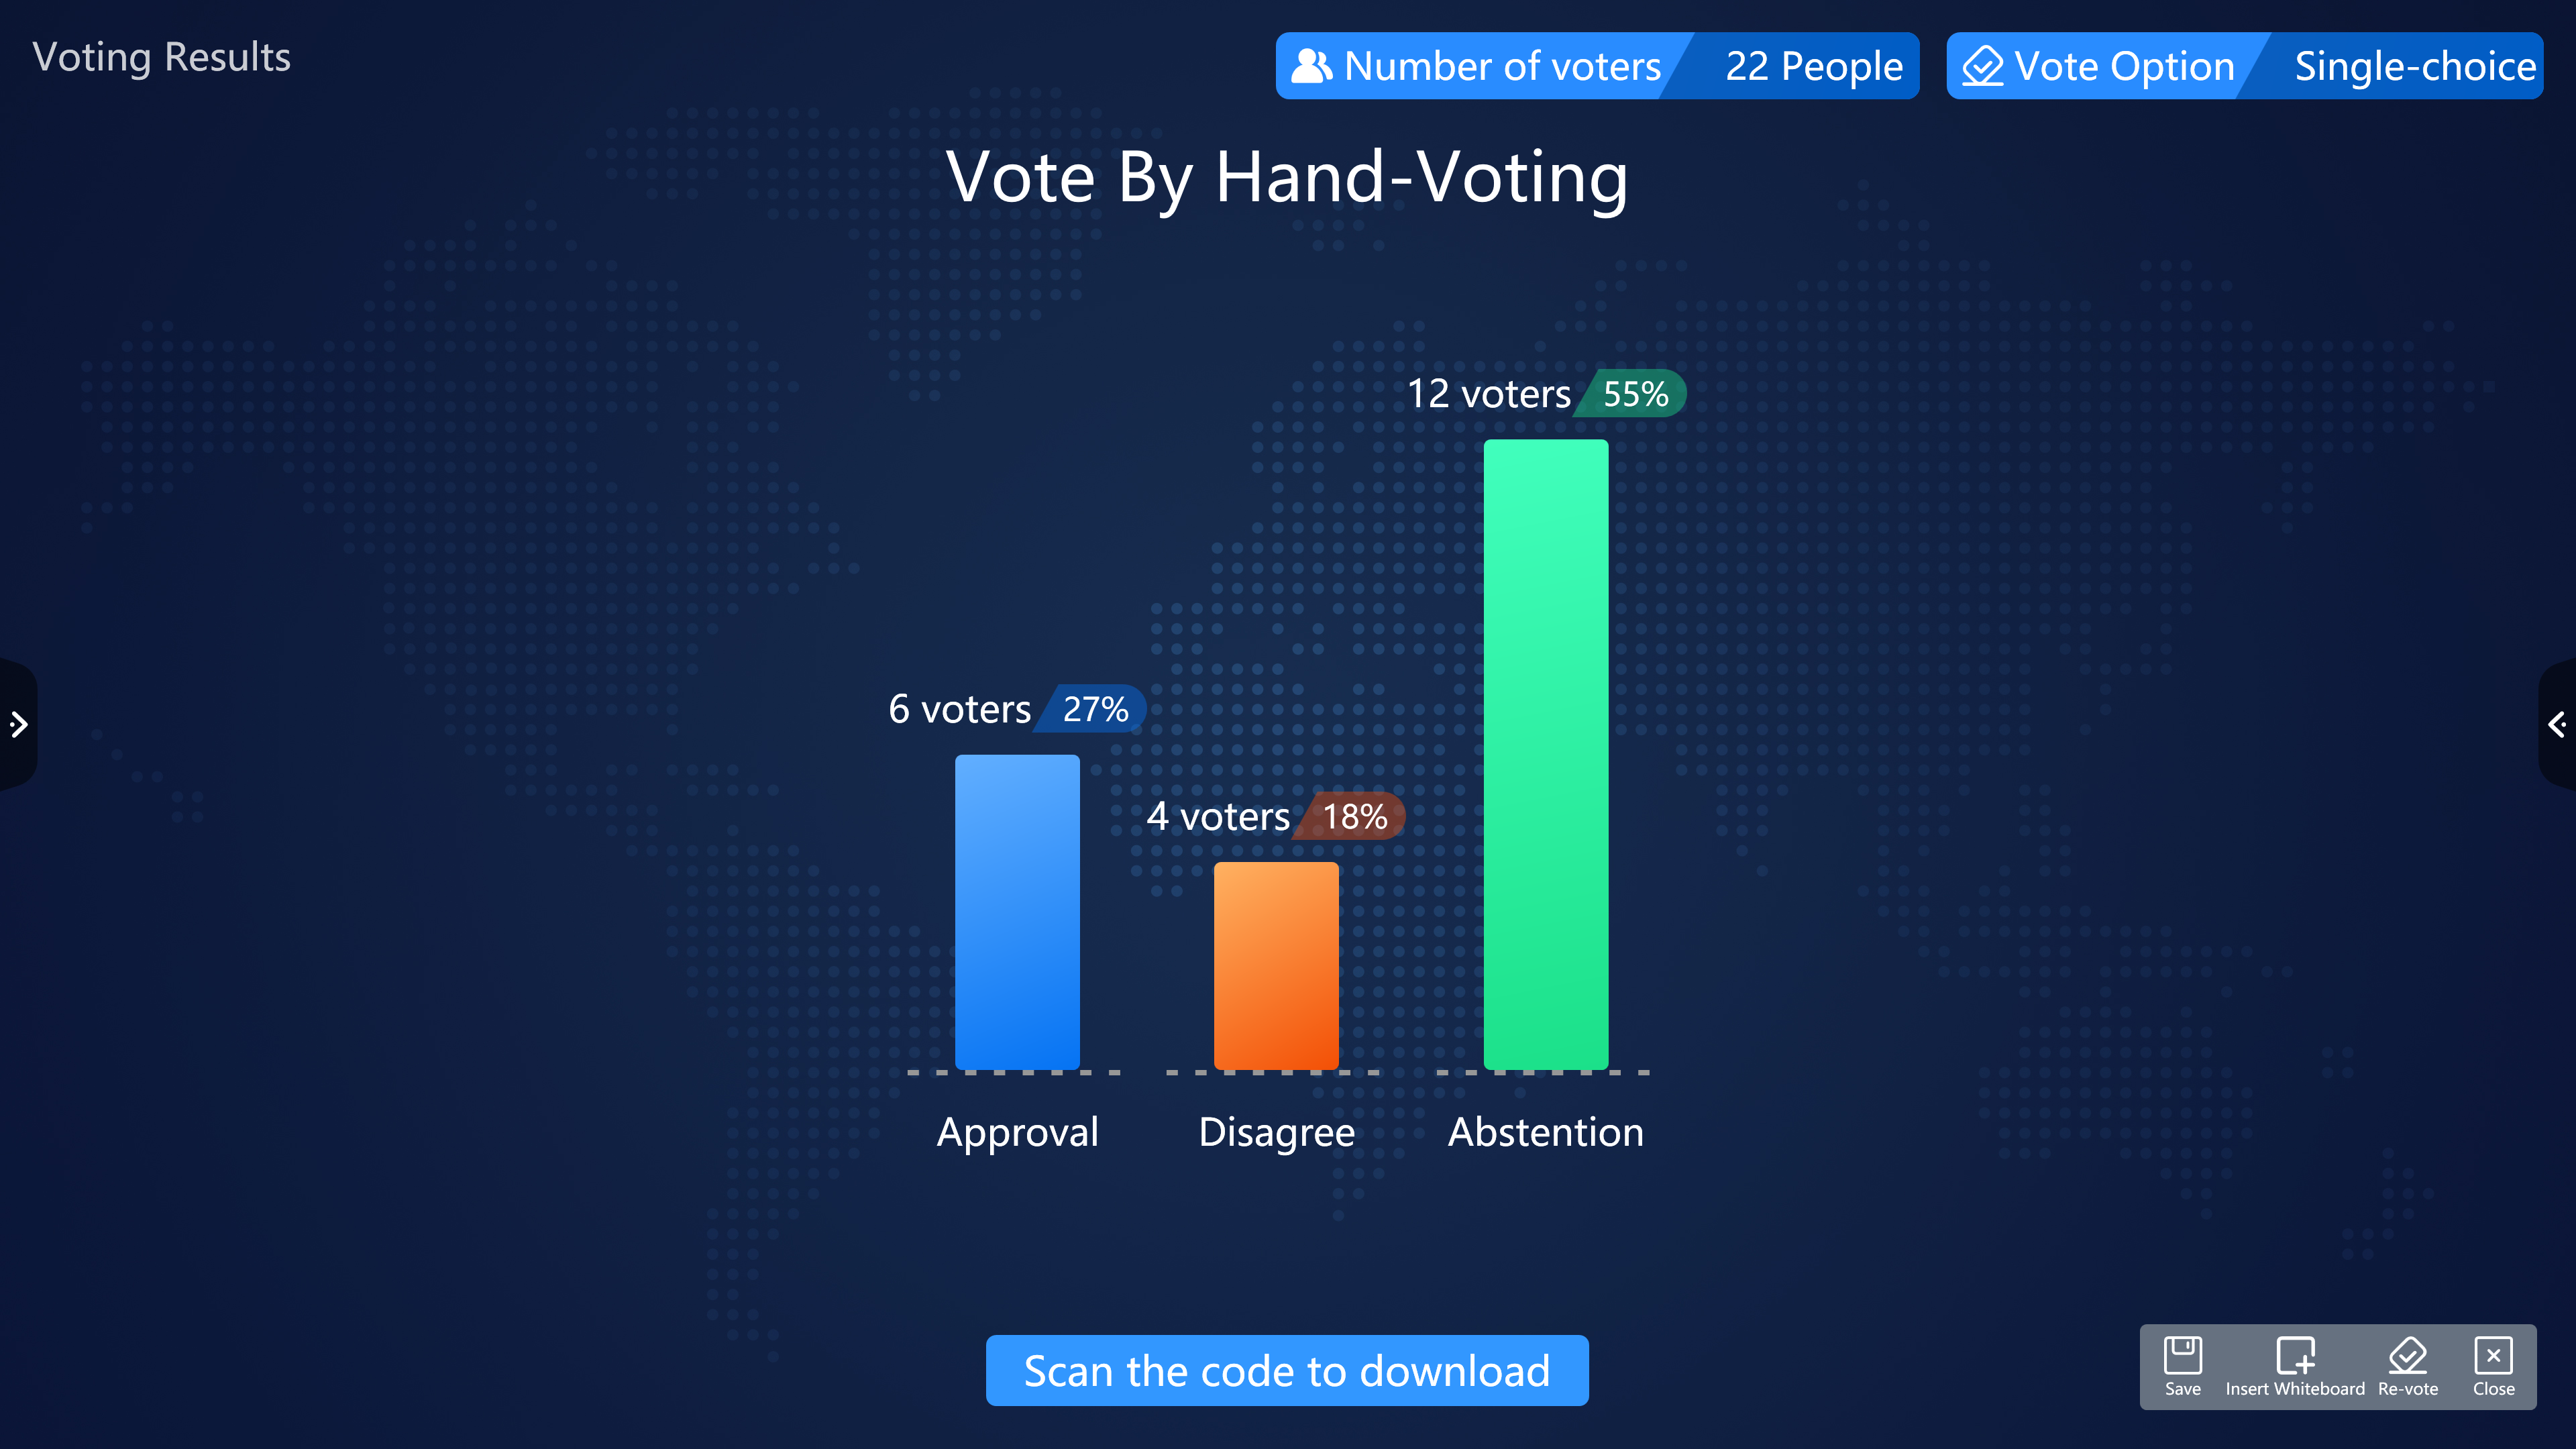 Voting Results
Number of voters 22 People
Vote Option Single-choice
Vote By Hand-Voting
12 voters 55%
6 voters 27%
4 voters 18%
Approval Disagree Abstention
Scan the code to download
Save Insert Whiteboard Re-vote Close